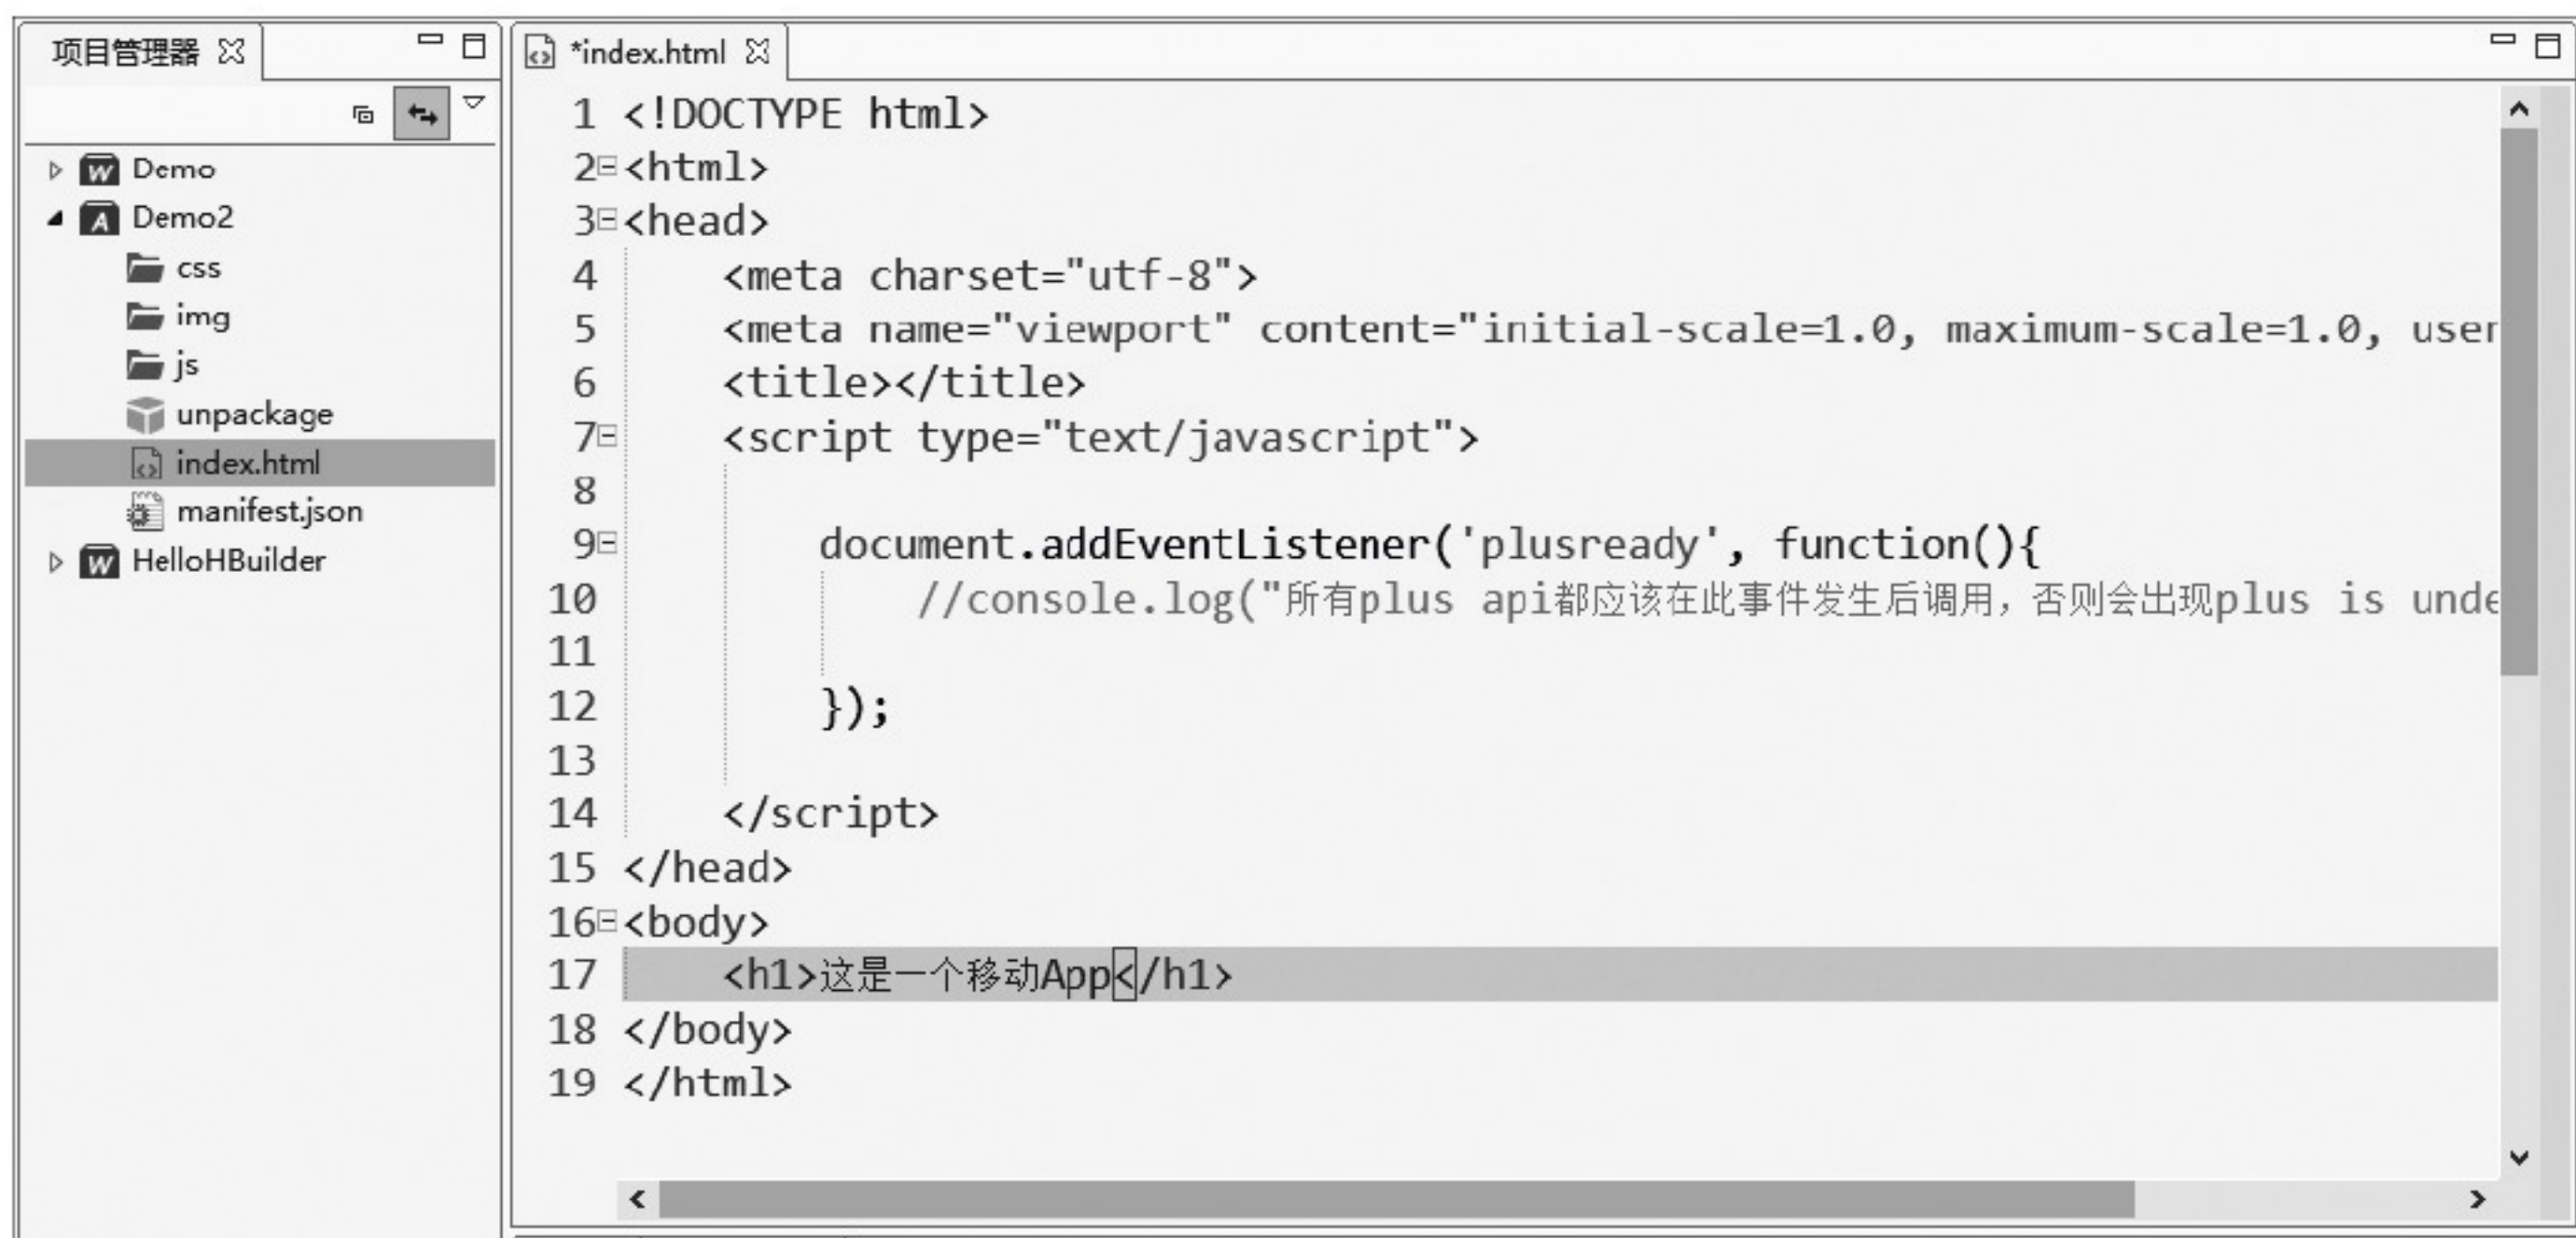 项目管理器
Demo
Demo2
css
img
js
unpackage
index.html
manifest.json
HelloHBuilder
*index.html
1 <!DOCTYPE html>
2 <html>
3 <head>
4     <meta charset="utf-8">
5     <meta name="viewport" content="initial-scale=1.0, maximum-scale=1.0, user
6     <title></title>
7     <script type="text/javascript">
8
9         document.addEventListener('plusready', function(){
10             //console.log("所有plus api都应该在此事件发生后调用，否则会出现plus is unde
11
12         });
13
14     </script>
15 </head>
16 <body>
17     <h1>这是一个移动App</h1>
18 </body>
19 </html>